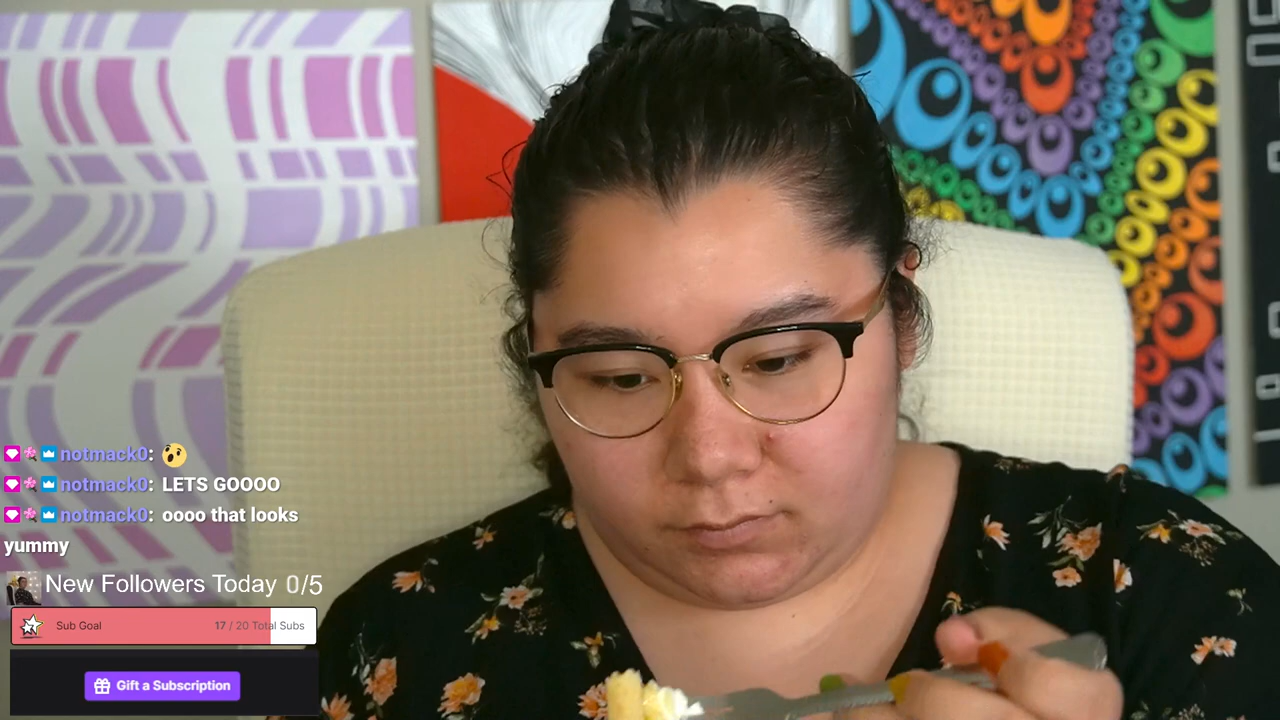 notmack0:
notmack0: LETS GOOOO
notmack0: oooo that looks
yummy
New Followers Today 0/5
Sub Goal 17 / 20 Total Subs
Gift a Subscription